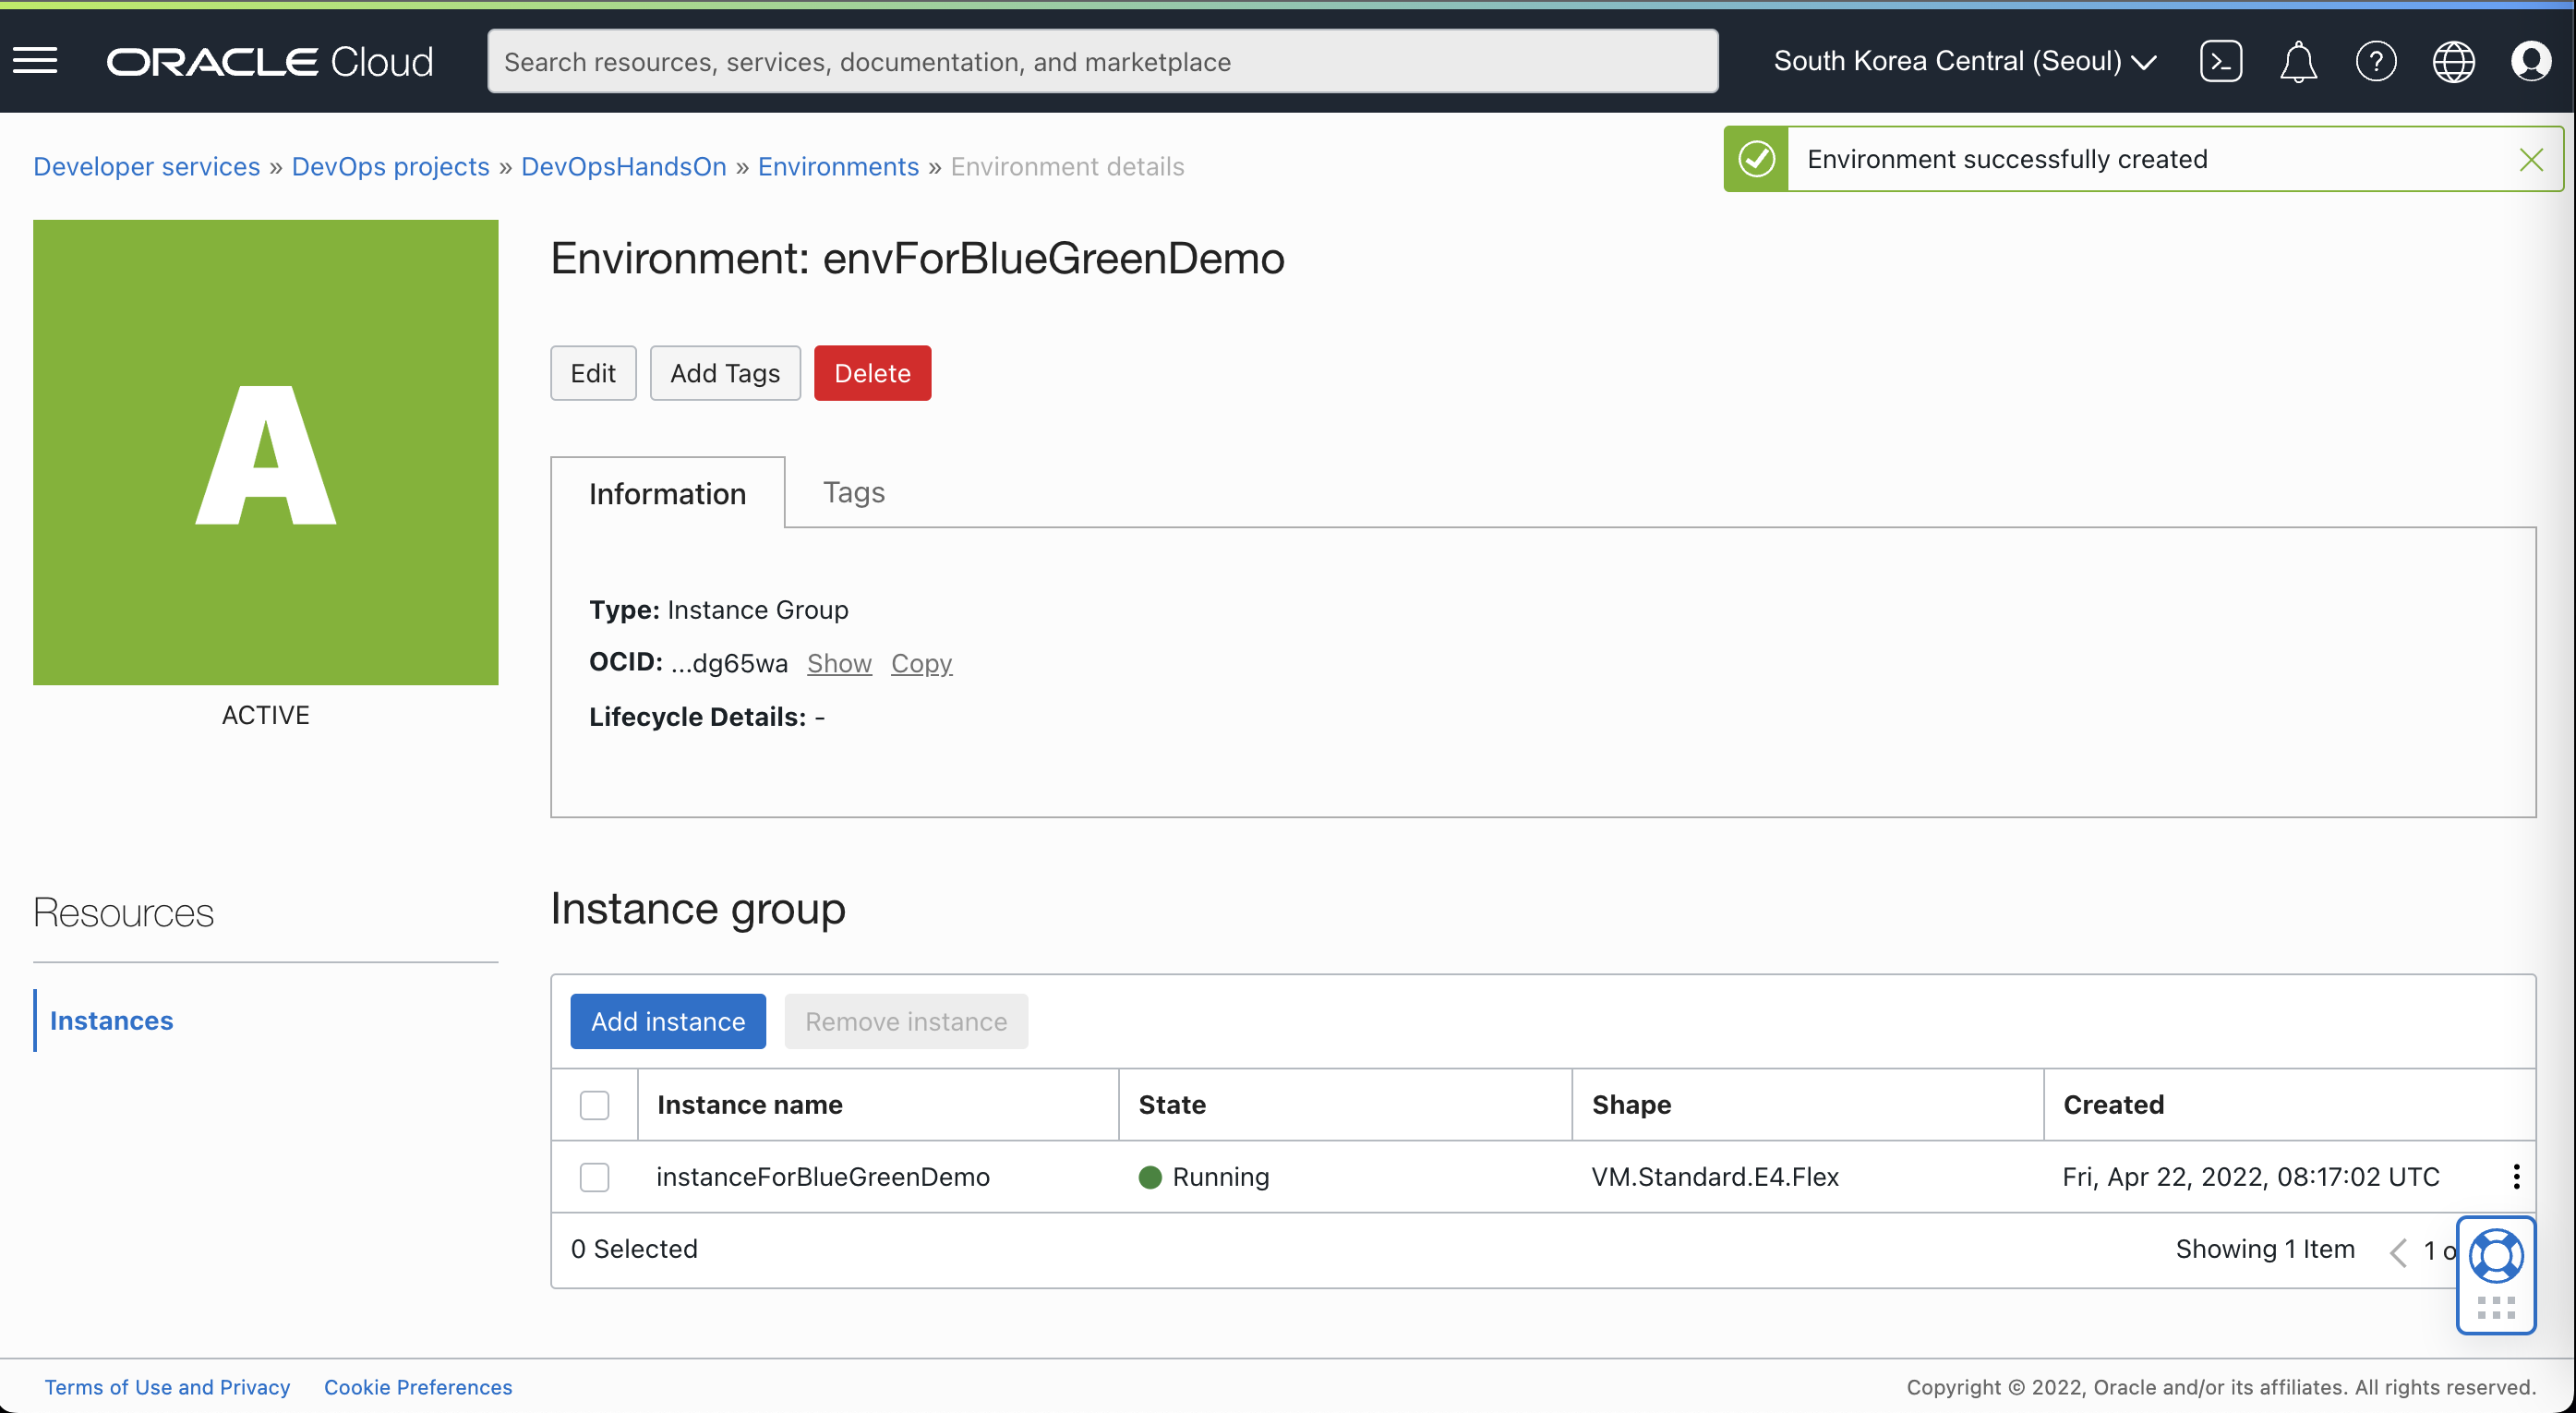 ORACLE Cloud
Search resources, services, documentation, and marketplace
South Korea Central (Seoul)
Developer services » DevOps projects » DevOpsHandsOn » Environments » Environment details
Environment successfully created
A
ACTIVE
Environment: envForBlueGreenDemo
Edit
Add Tags
Delete
Information
Tags
Type: Instance Group
OCID: ...dg65wa Show Copy
Lifecycle Details: -
Resources
Instances
Instance group
Add instance
Remove instance
Instance name State Shape Created
instanceForBlueGreenDemo Running VM.Standard.E4.Flex Fri, Apr 22, 2022, 08:17:02 UTC
0 Selected
Showing 1 Item < 1
Terms of Use and Privacy Cookie Preferences
Copyright © 2022, Oracle and/or its affiliates. All rights reserved.